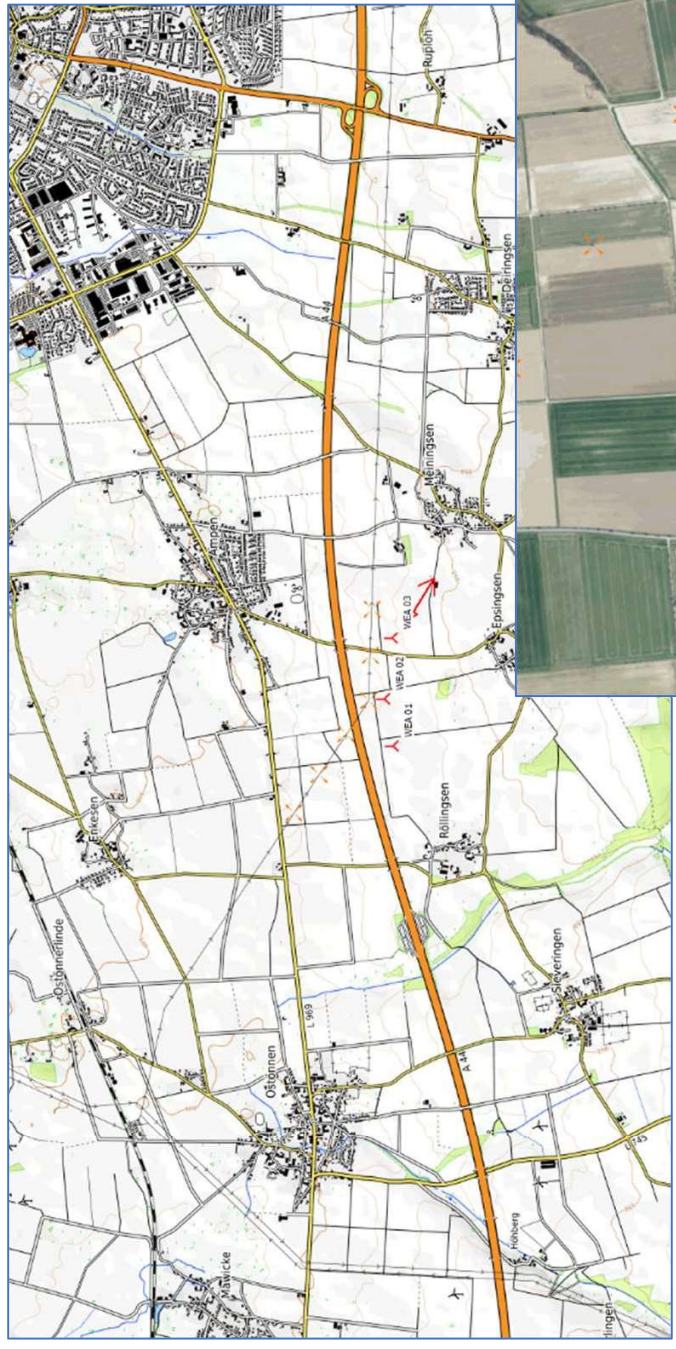 Ostönnerlinde
Enkesen
Ampen
Mawicke
Ostönnen
L 969
44
WEA 01
WEA 02
WEA 03
Ruploh
Meiningsen
Röllingsen
A 44
Deiringsen
Epsingsen
Höhberg
Sieveringen
rlingen